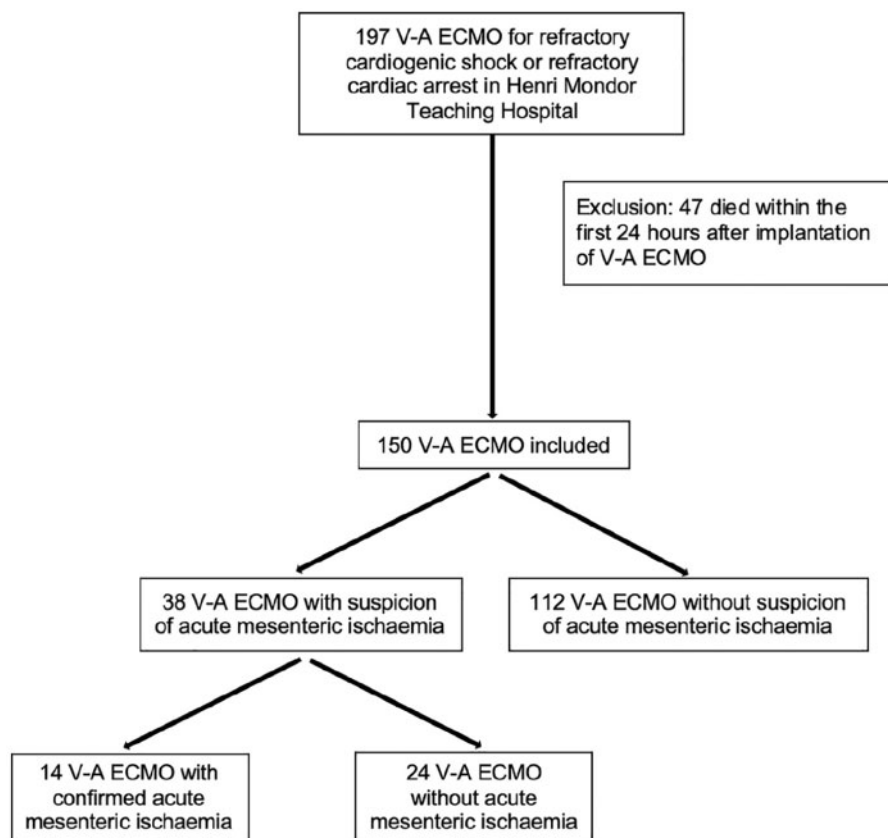 197 V-A ECMO for refractory
cardiogenic shock or refractory
cardiac arrest in Henri Mondor
Teaching Hospital
Exclusion: 47 died within the
first 24 hours after implantation
of V-A ECMO
150 V-A ECMO included
38 V-A ECMO with suspicion
of acute mesenteric ischaemia
112 V-A ECMO without suspicion
of acute mesenteric ischaemia
14 V-A ECMO with
confirmed acute
mesenteric ischaemia
24 V-A ECMO
without acute
mesenteric ischaemia